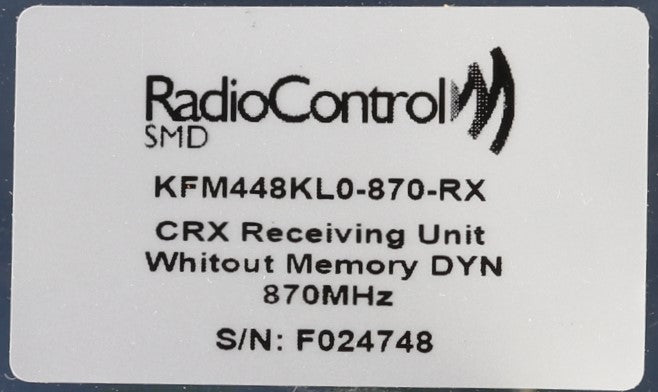 RadioControl
SMD
KFM448KL0-870-RX
CRX Receiving Unit
Whitout Memory DYN
870MHz
S/N: F024748